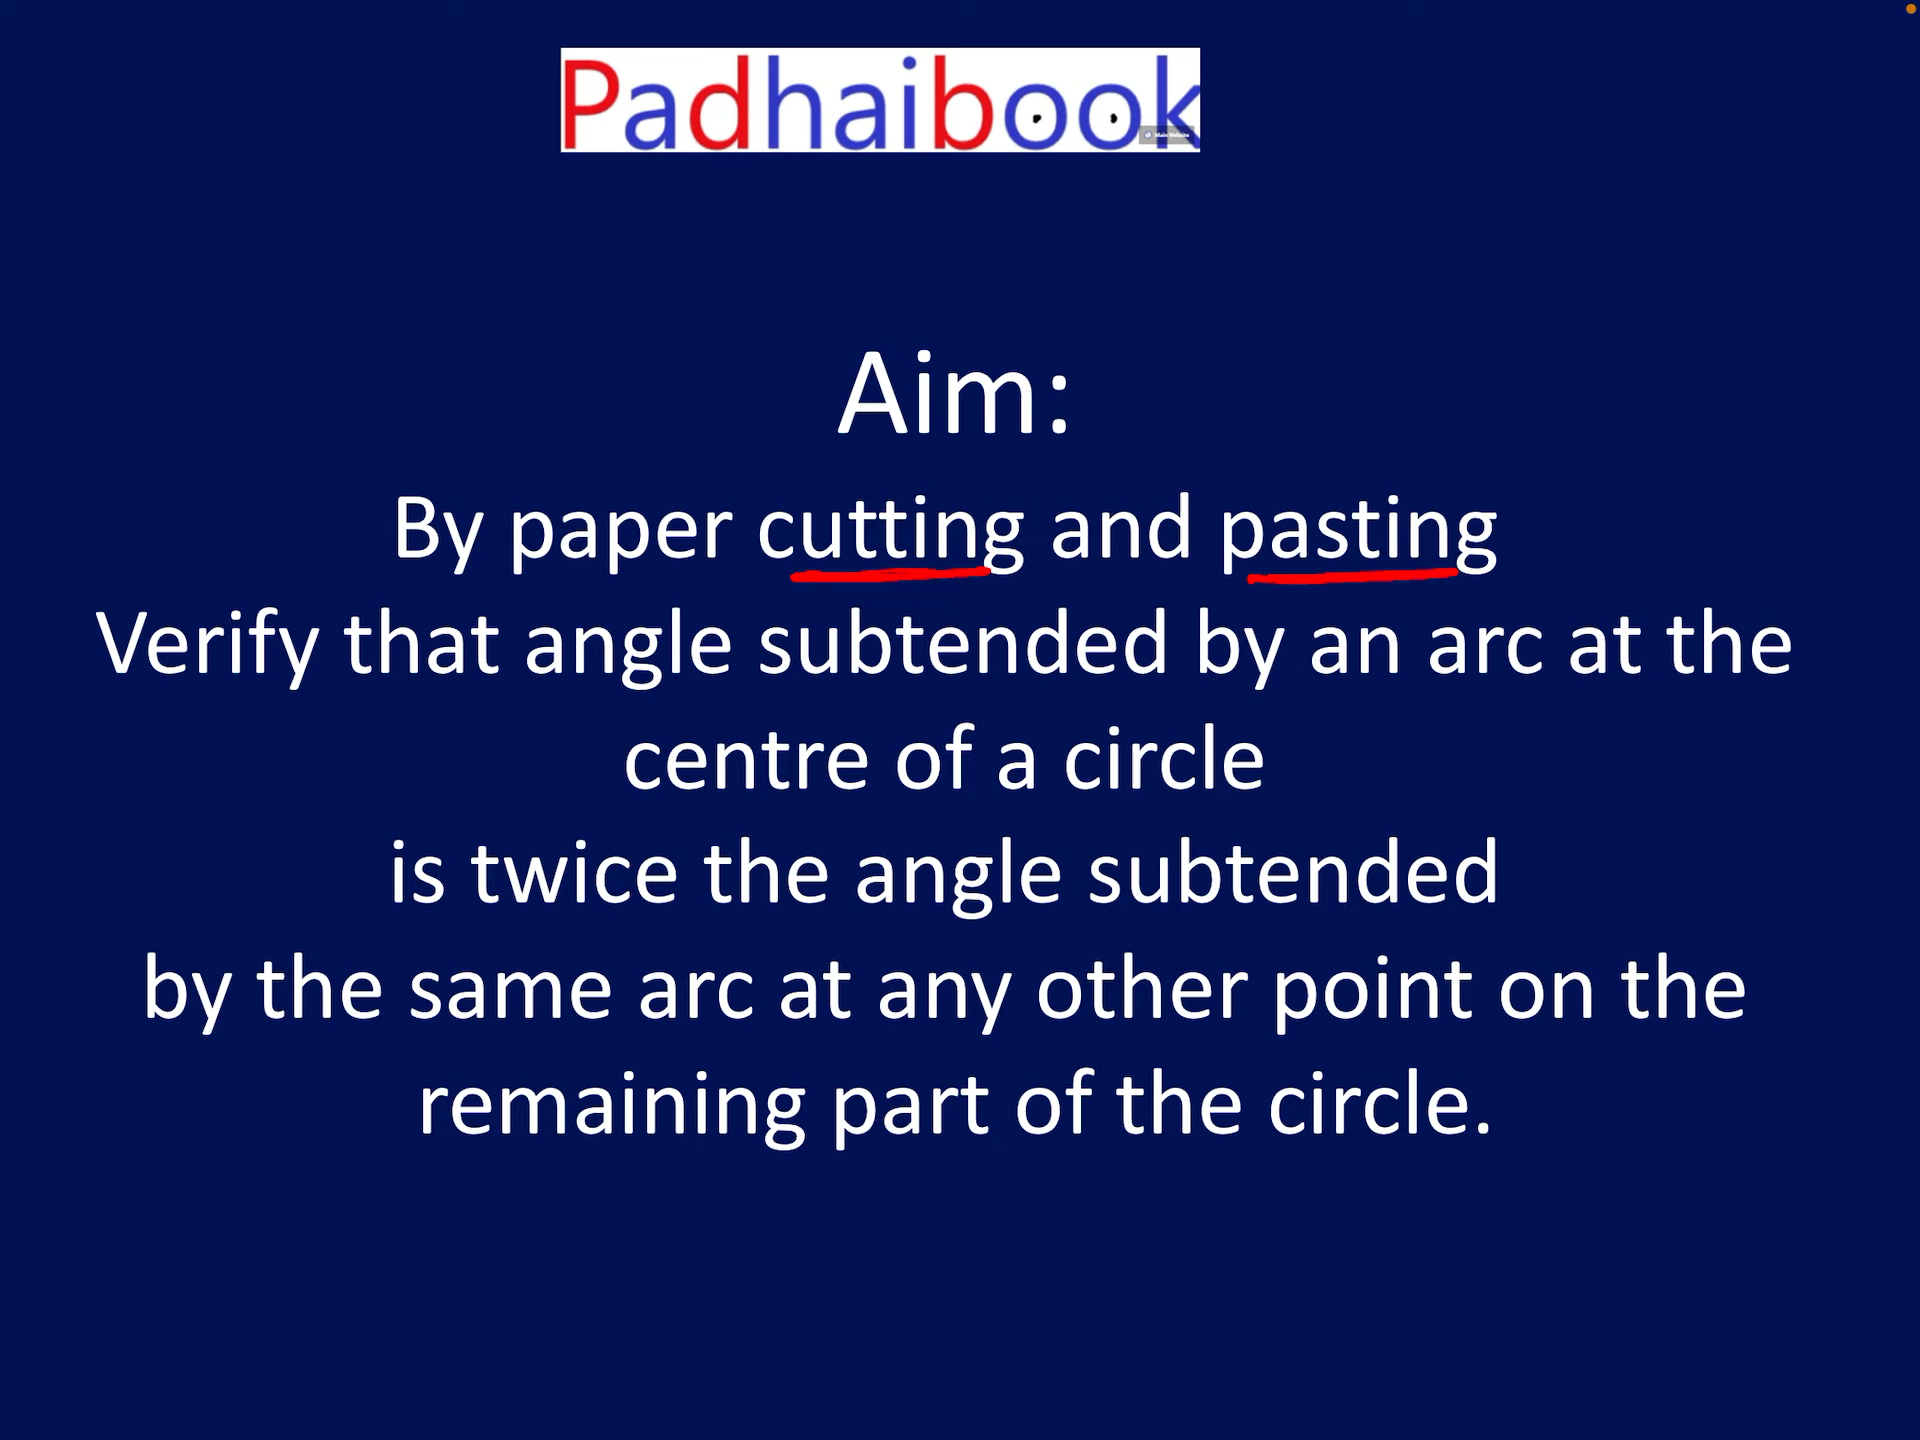 Padhaibook
Main Website
Aim:
By paper cutting and pasting
Verify that angle subtended by an arc at the
centre of a circle
is twice the angle subtended
by the same arc at any other point on the
remaining part of the circle.